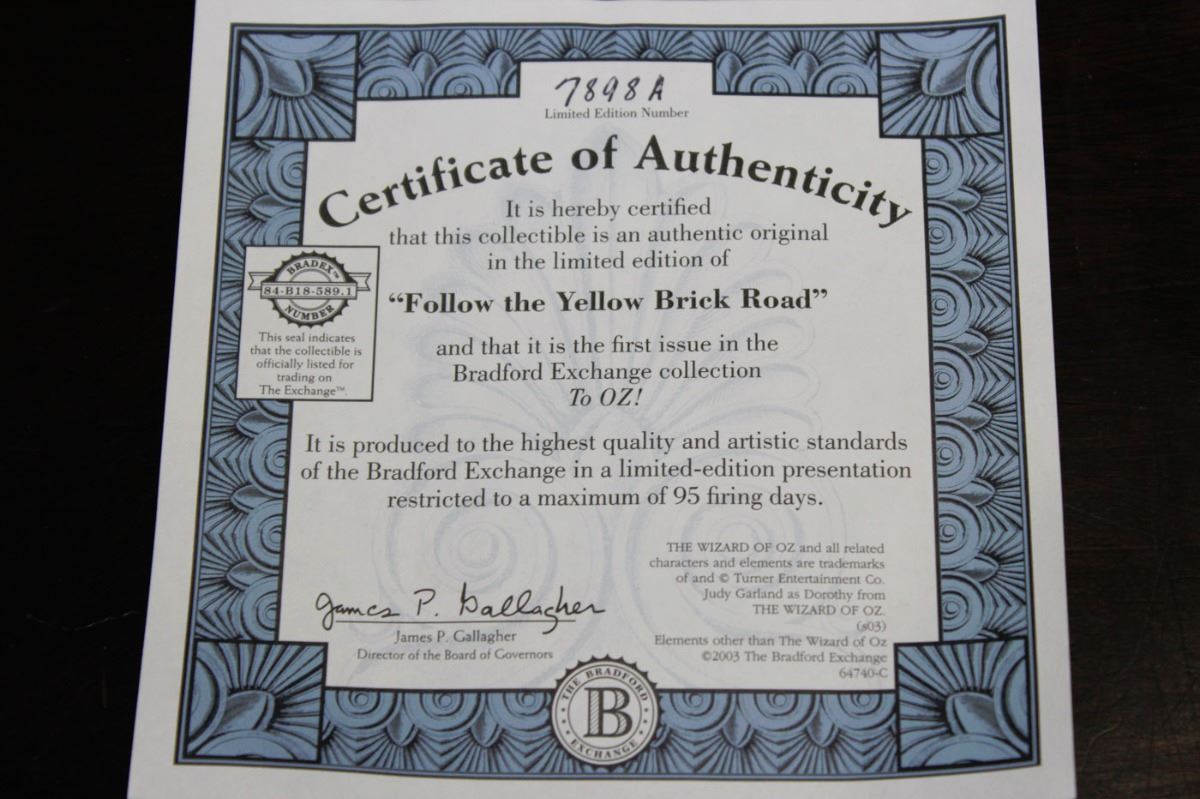 7898A
Limited Edition Number
Certificate of Authenticity
It is hereby certified
that this collectible is an authentic original
in the limited edition of
“Follow the Yellow Brick Road”
and that it is the first issue in the
Bradford Exchange collection
To OZ!
BRADEX™
84-B18-589.1
NUMBER
This seal indicates
that the collectible is
officially listed for
trading on
The Exchange™.
It is produced to the highest quality and artistic standards
of the Bradford Exchange in a limited-edition presentation
restricted to a maximum of 95 firing days.
James P. Gallagher
James P. Gallagher
Director of the Board of Governors
THE WIZARD OF OZ and all related
characters and elements are trademarks
of and © Turner Entertainment Co.
Judy Garland as Dorothy from
THE WIZARD OF OZ.
(s03)
Elements other than The Wizard of Oz
©2003 The Bradford Exchange
64740-C
THE BRADFORD
B
EXCHANGE